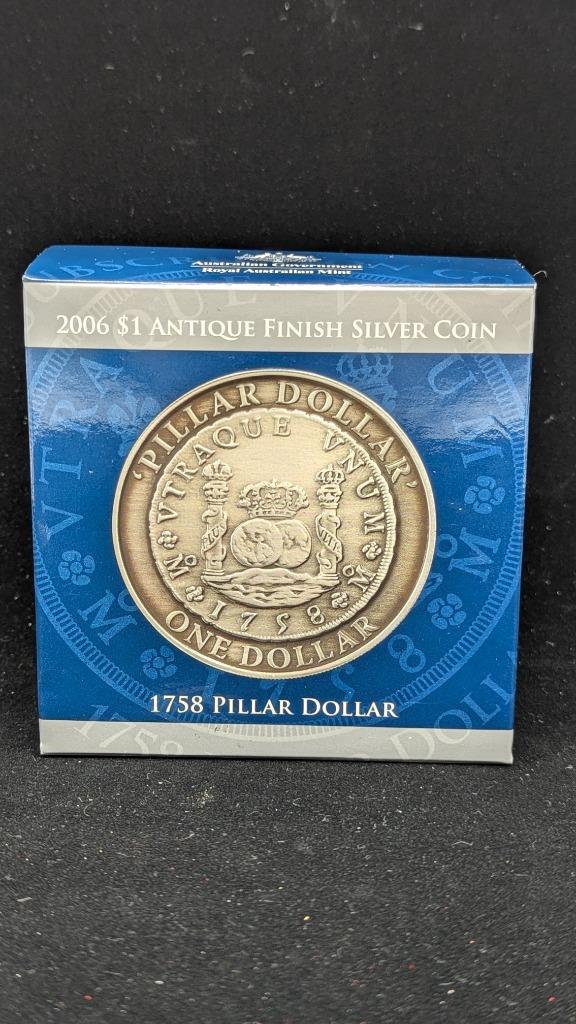 Australian Government
Royal Australian Mint
2006 $1 ANTIQUE FINISH SILVER COIN
'PILLAR DOLLAR'
VTRAQUE VNUM
M 1758 M
ONE DOLLAR
1758 PILLAR DOLLAR